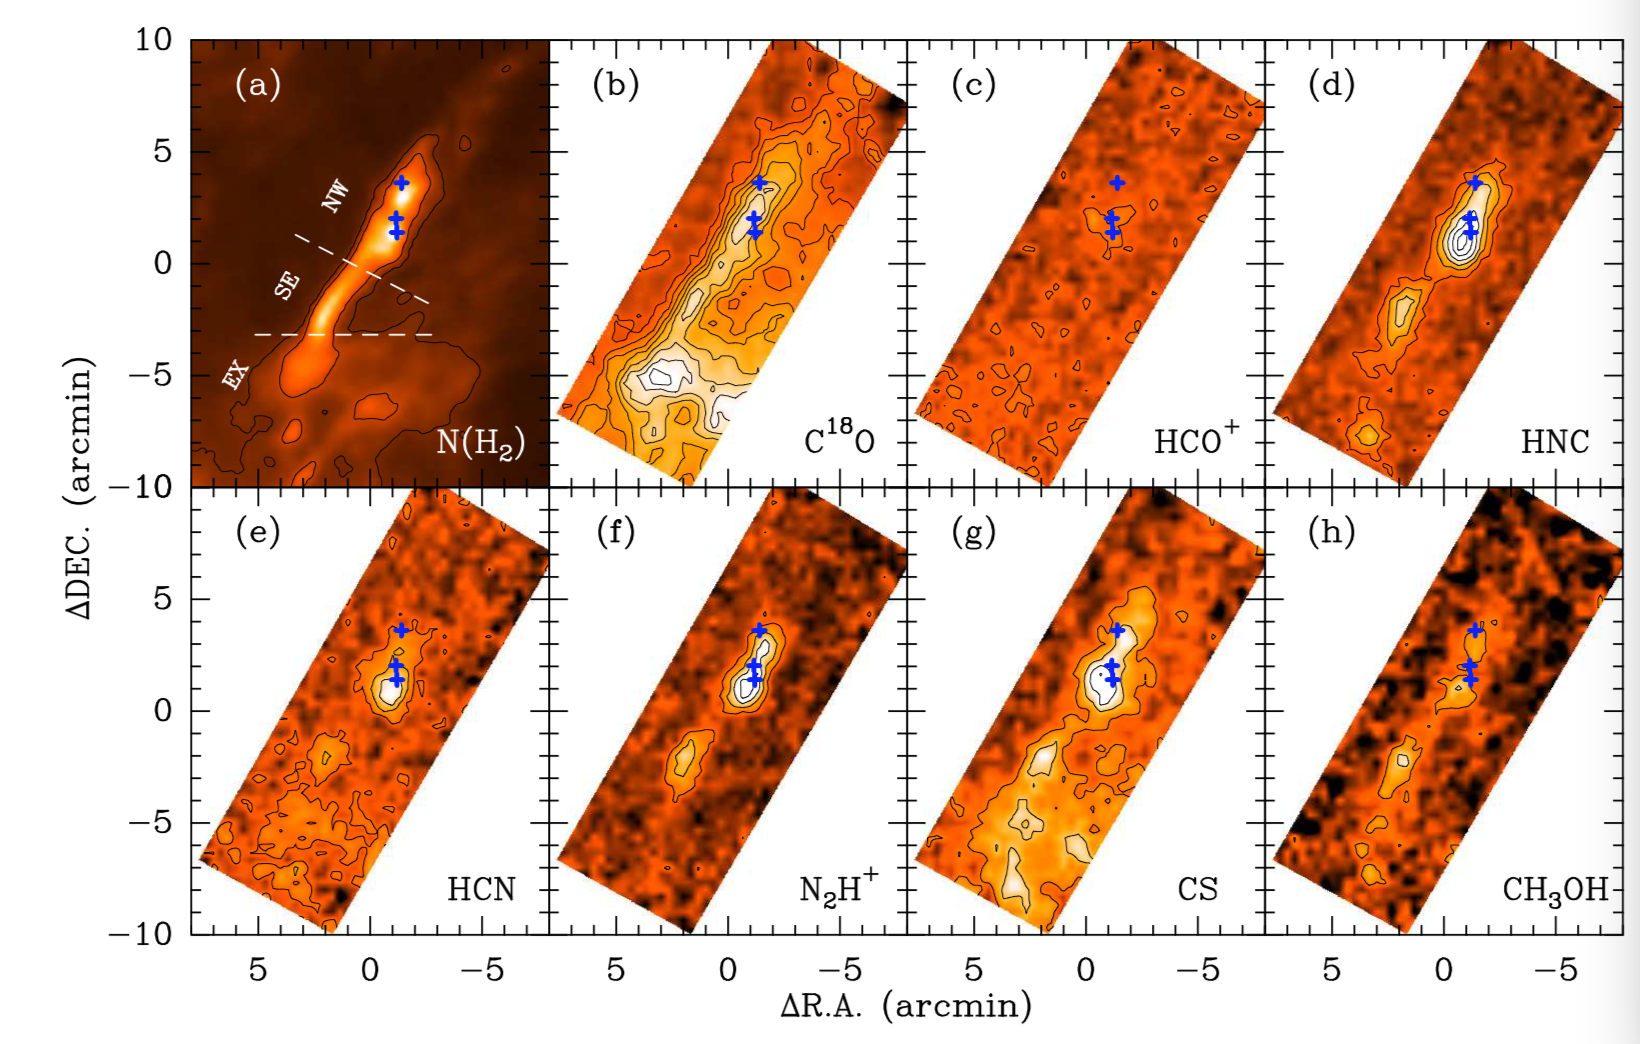 10
(a)
(b)
(c)
(d)
5
NW
0
SE
−5
EX
N(H₂)
C¹⁸O
HCO⁺
HNC
−10
(e)
(f)
(g)
(h)
5
0
−5
HCN
N₂H⁺
CS
CH₃OH
−10
5 0 −5 5 0 −5 5 0 −5 5 0 −5
ΔR.A. (arcmin)
ΔDEC. (arcmin)